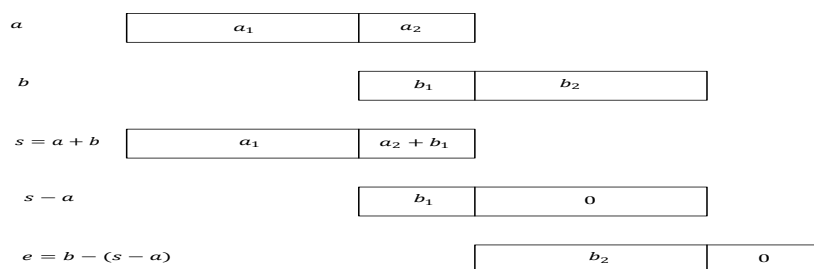 a a₁ a₂
b b₁ b₂
s = a + b a₁ a₂ + b₁
s − a b₁ 0
e = b − (s − a) b₂ 0